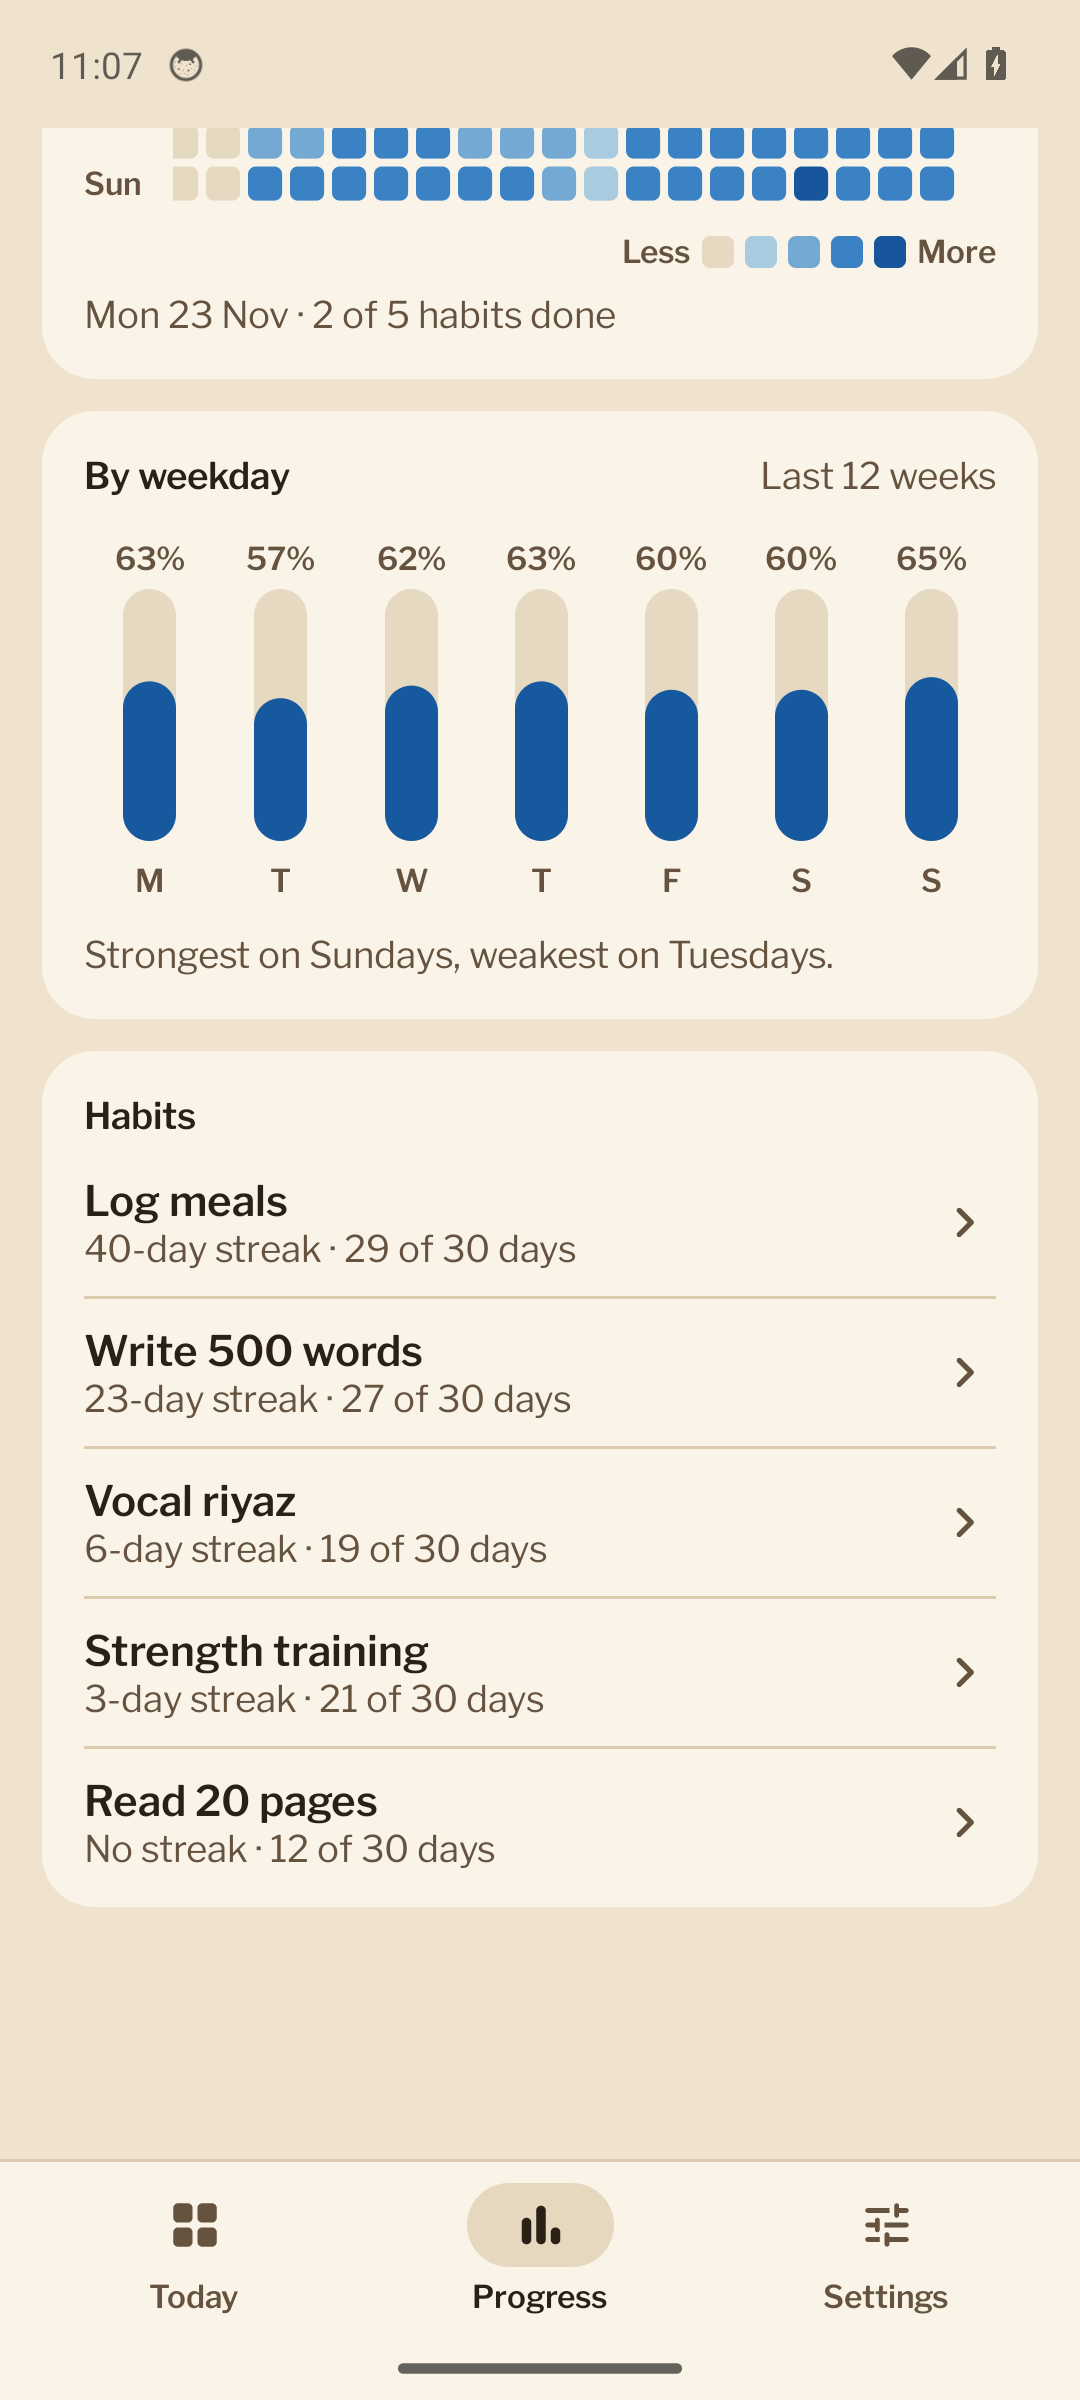 11:07
Sun
Less More
Mon 23 Nov · 2 of 5 habits done
By weekday Last 12 weeks
63% 57% 62% 63% 60% 60% 65%
M T W T F S S
Strongest on Sundays, weakest on Tuesdays.
Habits
Log meals
40-day streak · 29 of 30 days
Write 500 words
23-day streak · 27 of 30 days
Vocal riyaz
6-day streak · 19 of 30 days
Strength training
3-day streak · 21 of 30 days
Read 20 pages
No streak · 12 of 30 days
Today Progress Settings